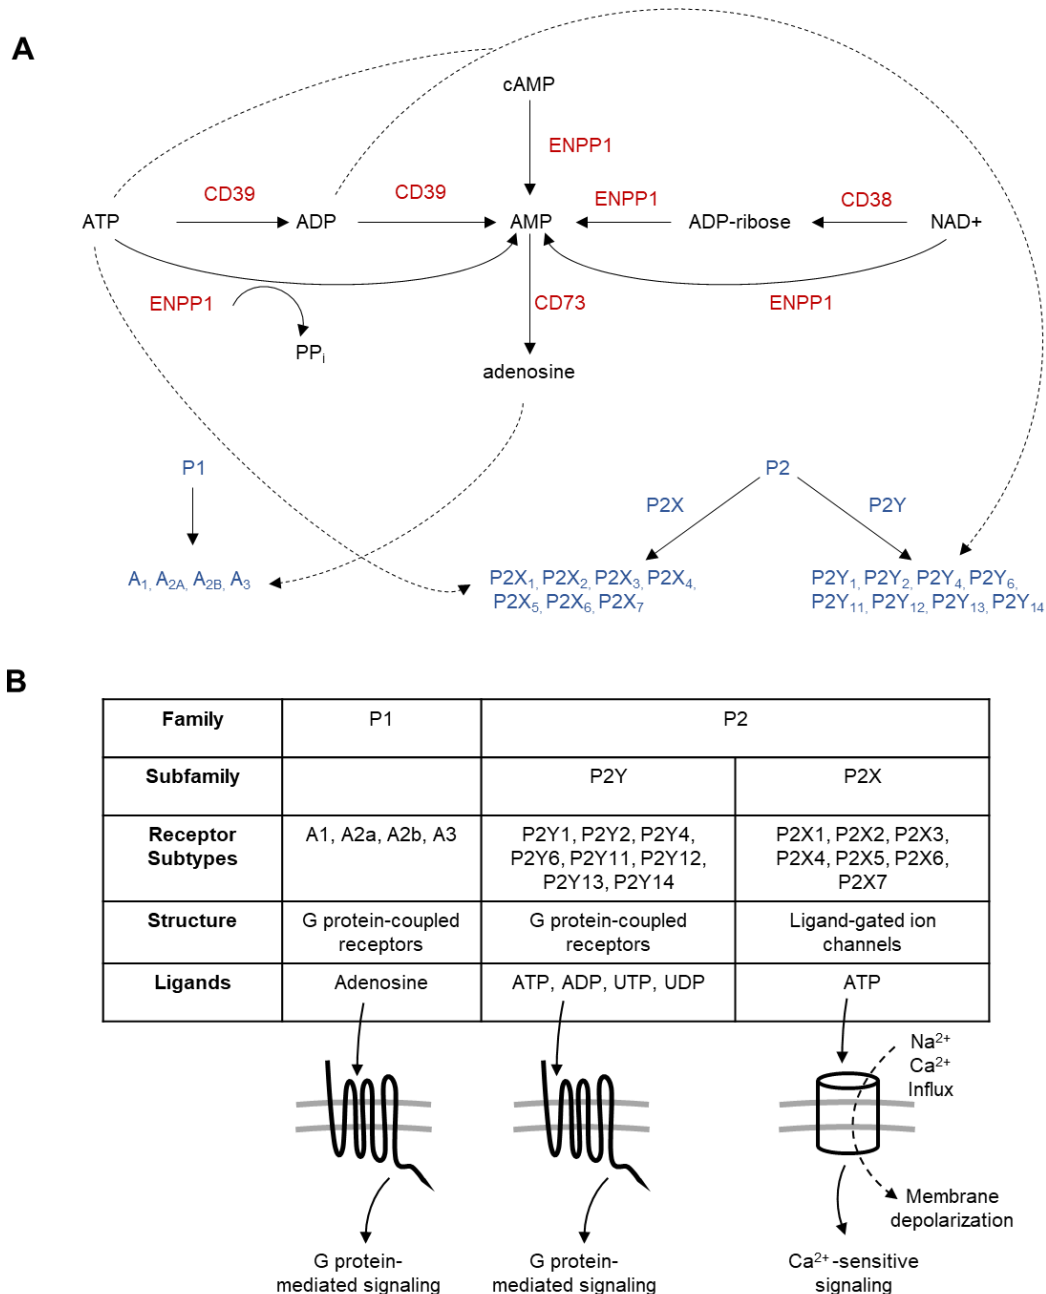 A
cAMP
ENPP1
CD39
CD39
ENPP1
CD38
ATP
ADP
AMP
ADP-ribose
NAD+
ENPP1
CD73
ENPP1
PPi
adenosine
P1
P2
P2X
P2Y
A1, A2A, A2B, A3
P2X1, P2X2, P2X3, P2X4,
P2X5, P2X6, P2X7
P2Y1, P2Y2, P2Y4, P2Y6,
P2Y11, P2Y12, P2Y13, P2Y14
B
Family
P1
P2
Subfamily
P2Y
P2X
Receptor
Subtypes
A1, A2a, A2b, A3
P2Y1, P2Y2, P2Y4,
P2Y6, P2Y11, P2Y12,
P2Y13, P2Y14
P2X1, P2X2, P2X3,
P2X4, P2X5, P2X6,
P2X7
Structure
G protein-coupled
receptors
G protein-coupled
receptors
Ligand-gated ion
channels
Ligands
Adenosine
ATP, ADP, UTP, UDP
ATP
Na²⁺
Ca²⁺
Influx
Membrane
depolarization
G protein-
mediated signaling
G protein-
mediated signaling
Ca²⁺-sensitive
signaling